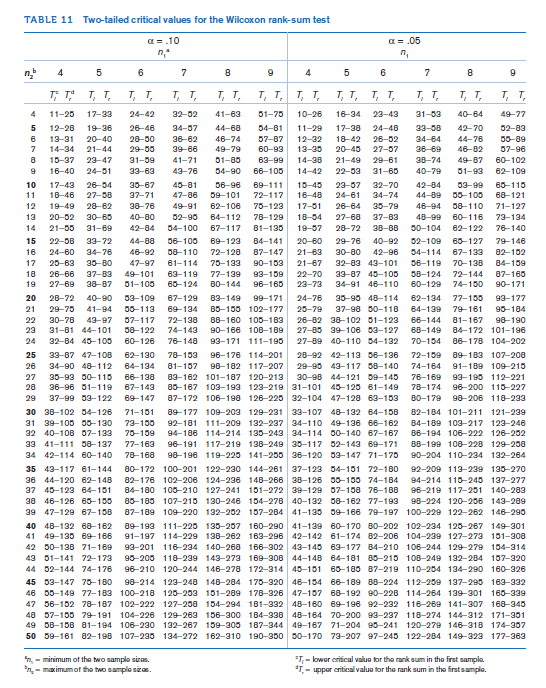 TABLE 11 Two-tailed critical values for the Wilcoxon rank-sum test
α = .10 α = .05
n₁ᵃ n₁
n₂ᵇ 4 5 6 7 8 9 4 5 6 7 8 9
Tₗᶜ Tᵣᵈ Tₗ Tᵣ Tₗ Tᵣ Tₗ Tᵣ Tₗ Tᵣ Tₗ Tᵣ Tₗ Tᵣ Tₗ Tᵣ Tₗ Tᵣ Tₗ Tᵣ Tₗ Tᵣ Tₗ Tᵣ
4 11–25 17–33 24–42 32–52 41–63 51–75 10–26 16–34 23–43 31–53 40–64 49–77
5 12–28 19–36 26–46 34–57 44–68 54–81 11–29 17–38 24–48 33–58 42–70 52–83
6 13–31 20–40 28–50 36–62 46–74 57–87 12–32 18–42 26–52 34–64 44–76 55–89
7 14–34 21–44 29–55 39–66 49–79 60–93 13–35 20–45 27–57 36–69 46–82 57–96
8 15–37 23–47 31–59 41–71 51–85 63–99 14–38 21–49 29–61 38–74 49–87 60–102
9 16–40 24–51 33–63 43–76 54–90 66–105 14–42 22–53 31–65 40–79 51–93 62–109
10 17–43 26–54 35–67 45–81 56–96 69–111 15–45 23–57 32–70 42–84 53–99 65–115
11 18–46 27–58 37–71 47–86 59–101 72–117 16–48 24–61 34–74 44–89 55–105 68–121
12 19–49 28–62 38–76 49–91 62–106 75–123 17–51 26–64 35–79 46–94 58–110 71–127
13 20–52 30–65 40–80 52–95 64–112 78–129 18–54 27–68 37–83 48–99 60–116 73–134
14 21–55 31–69 42–84 54–100 67–117 81–135 19–57 28–72 38–88 50–104 62–122 76–140
15 22–58 33–72 44–88 56–105 69–123 84–141 20–60 29–76 40–92 52–109 65–127 79–146
16 24–60 34–76 46–92 58–110 72–128 87–147 21–63 30–80 42–96 54–114 67–133 82–152
17 25–63 35–80 47–97 61–114 75–133 90–153 21–67 32–83 43–101 56–119 70–138 84–159
18 26–66 37–83 49–101 63–119 77–139 93–159 22–70 33–87 45–105 58–124 72–144 87–165
19 27–69 38–87 51–105 65–124 80–144 96–165 23–73 34–91 46–110 60–129 74–150 90–171
20 28–72 40–90 53–109 67–129 83–149 99–171 24–76 35–95 48–114 62–134 77–155 93–177
21 29–75 41–94 55–113 69–134 85–155 102–177 25–79 37–98 50–118 64–139 79–161 95–184
22 30–78 43–97 57–117 72–138 88–160 105–183 26–82 38–102 51–123 66–144 81–167 98–190
23 31–81 44–101 58–122 74–143 90–166 108–189 27–85 39–106 53–127 68–149 84–172 101–196
24 32–84 45–105 60–126 76–148 93–171 111–195 27–89 40–110 54–132 70–154 86–178 104–202
25 33–87 47–108 62–130 78–153 96–176 114–201 28–92 42–113 56–136 72–159 89–183 107–208
26 34–90 48–112 64–134 81–157 98–182 117–207 29–95 43–117 58–140 74–164 91–189 109–215
27 35–93 50–115 66–138 83–162 101–187 120–213 30–98 44–121 59–145 76–169 93–195 112–221
28 36–96 51–119 67–143 85–167 103–193 123–219 31–101 45–125 61–149 78–174 96–200 115–227
29 37–99 53–122 69–147 87–172 106–198 126–225 32–104 47–128 63–153 80–179 98–206 118–233
30 38–102 54–126 71–151 89–177 109–203 129–231 33–107 48–132 64–158 82–184 101–211 121–239
31 39–105 55–130 73–155 92–181 111–209 132–237 34–110 49–136 66–162 84–189 103–217 123–246
32 40–108 57–133 75–159 94–186 114–214 135–243 34–114 50–140 67–167 86–194 106–222 126–252
33 41–111 58–137 77–163 96–191 117–219 138–249 35–117 52–143 69–171 88–199 108–228 129–258
34 42–114 60–140 78–168 98–196 119–225 141–255 36–120 53–147 71–175 90–204 110–234 132–264
35 43–117 61–144 80–172 100–201 122–230 144–261 37–123 54–151 72–180 92–209 113–239 135–270
36 44–120 62–148 82–176 102–206 124–236 148–266 38–126 55–155 74–184 94–214 115–245 137–277
37 45–123 64–151 84–180 105–210 127–241 151–272 39–129 57–158 76–188 96–219 117–251 140–283
38 46–126 65–155 85–185 107–215 130–246 154–278 40–132 58–162 77–193 98–224 120–256 143–289
39 47–129 67–158 87–189 109–220 132–252 157–284 41–135 59–166 79–197 100–229 122–262 146–295
40 48–132 68–162 89–193 111–225 135–257 160–290 41–139 60–170 80–202 102–234 125–267 149–301
41 49–135 69–166 91–197 114–229 138–262 163–296 42–142 61–174 82–206 104–239 127–273 151–308
42 50–138 71–169 93–201 116–234 140–268 166–302 43–145 63–177 84–210 106–244 129–279 154–314
43 51–141 72–173 95–205 118–239 143–273 169–308 44–148 64–181 85–215 108–249 132–284 157–320
44 52–144 74–176 96–210 120–244 146–278 172–314 45–151 65–185 87–219 110–254 134–290 160–326
45 53–147 75–180 98–214 123–248 148–284 175–320 46–154 66–189 88–224 112–259 137–295 163–332
46 55–149 77–183 100–218 125–253 151–289 178–326 47–157 68–192 90–228 114–264 139–301 165–339
47 56–152 78–187 102–222 127–258 154–294 181–332 48–160 69–196 92–232 116–269 141–307 168–345
48 57–155 79–191 104–226 129–263 156–300 184–338 48–164 70–200 93–237 118–274 144–312 171–351
49 58–158 81–194 106–230 132–267 159–305 187–344 49–167 71–204 95–241 120–279 146–318 174–357
50 59–161 82–198 107–235 134–272 162–310 190–350 50–170 73–207 97–245 122–284 149–323 177–363
ᵃn₁ = minimum of the two sample sizes. ᶜTₗ = lower critical value for the rank sum in the first sample.
ᵇn₂ = maximum of the two sample sizes. ᵈTᵣ = upper critical value for the rank sum in the first sample.